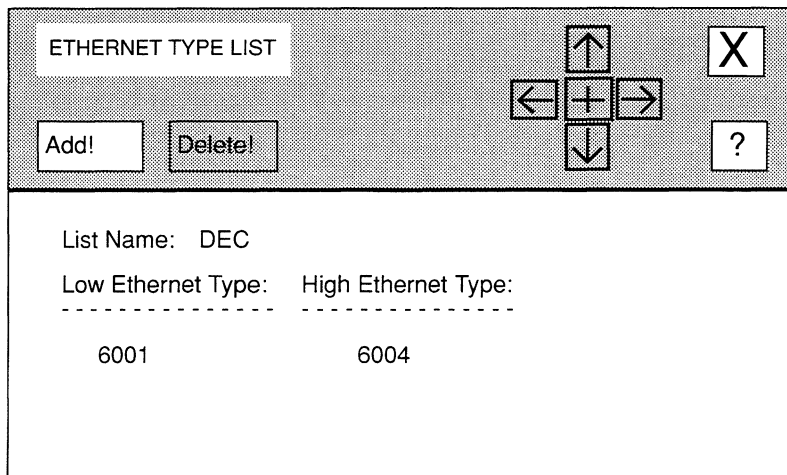 ETHERNET TYPE LIST
X
Add! Delete! ?
List Name: DEC
Low Ethernet Type: High Ethernet Type:
6001 6004